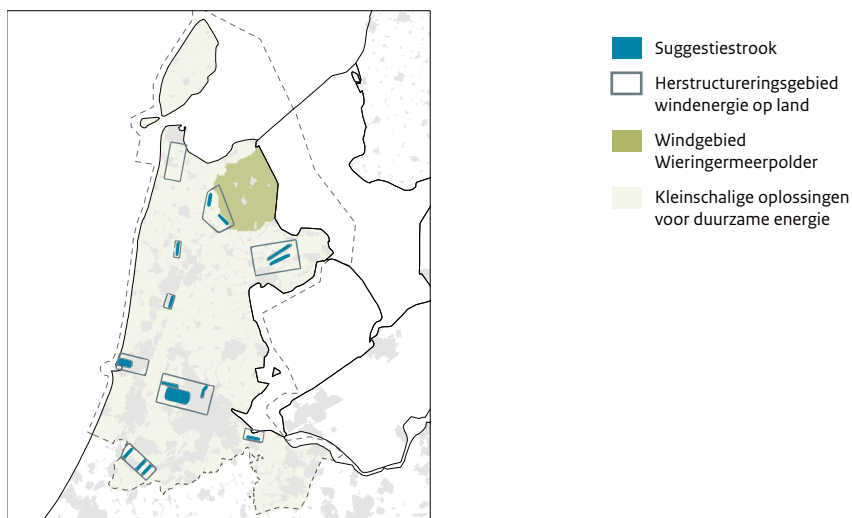 Suggestiestrook
Herstructureringsgebied
windenergie op land
Windgebied
Wieringermeerpolder
Kleinschalige oplossingen
voor duurzame energie